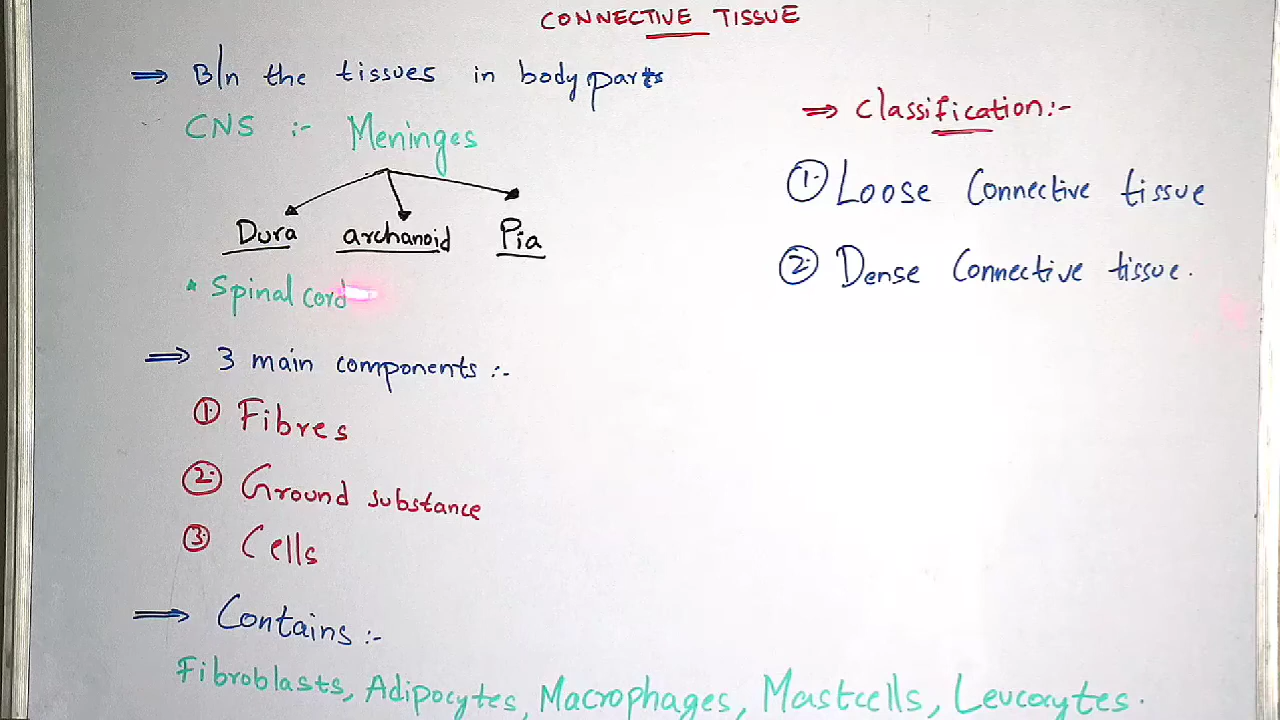 CONNECTIVE TISSUE
⇒ B/n the tissues in body parts
CNS :- Meninges
Dura archanoid Pia
* Spinal cord
⇒ 3 main components :-
① Fibres
② Ground substance
③ Cells
⇒ Contains :-
Fibroblasts, Adipocytes, Macrophages, Mastcells, Leucocytes.
⇒ Classification :-
① Loose Connective tissue
② Dense Connective tissue.